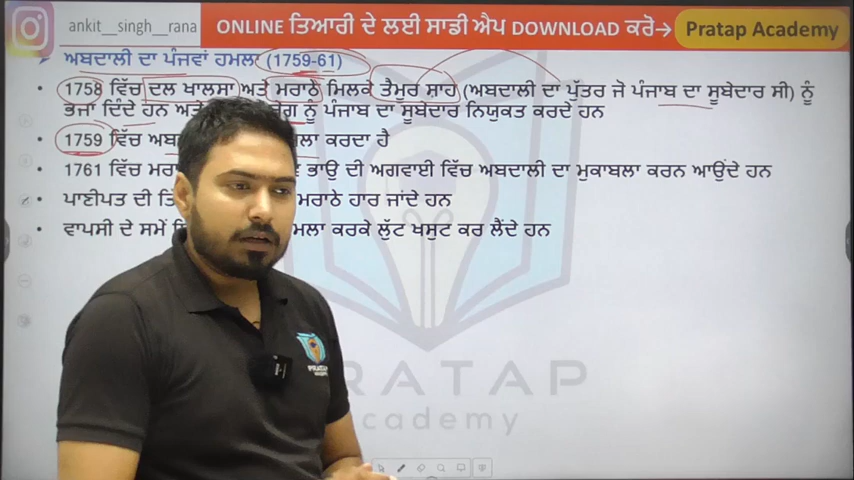 ankit__singh__rana
ONLINE ਤਿਆਰੀ ਦੇ ਲਈ ਸਾਡੀ ਐਪ DOWNLOAD ਕਰੋ→
Pratap Academy
ਅਬਦਾਲੀ ਦਾ ਪੰਜਵਾਂ ਹਮਲਾ (1759-61)
1758 ਵਿੱਚ ਦਲ ਖਾਲਸਾ ਅਤੇ ਮਰਾਠੇ ਮਿਲਕੇ ਤੈਮੂਰ ਸ਼ਾਹ (ਅਬਦਾਲੀ ਦਾ ਪੁੱਤਰ ਜੋ ਪੰਜਾਬ ਦਾ ਸੂਬੇਦਾਰ ਸੀ) ਨੂੰ
ਭਜਾ ਦਿੰਦੇ ਹਨ ਅਤੇ ਨੂੰ ਪੰਜਾਬ ਦਾ ਸੂਬੇਦਾਰ ਨਿਯੁਕਤ ਕਰਦੇ ਹਨ
1759 ਵਿੱਚ ਕਰਦਾ ਹੈ
1761 ਵਿੱਚ ਭਾਉ ਦੀ ਅਗਵਾਈ ਵਿੱਚ ਅਬਦਾਲੀ ਦਾ ਮੁਕਾਬਲਾ ਕਰਨ ਆਉਂਦੇ ਹਨ
ਪਾਣੀਪਤ ਦੀ ਮਰਾਠੇ ਹਾਰ ਜਾਂਦੇ ਹਨ
ਵਾਪਸੀ ਦੇ ਸਮੇਂ ਕਰਕੇ ਲੁੱਟ ਖਸੁਟ ਕਰ ਲੈਂਦੇ ਹਨ
PRATAP
RATAP
cademy